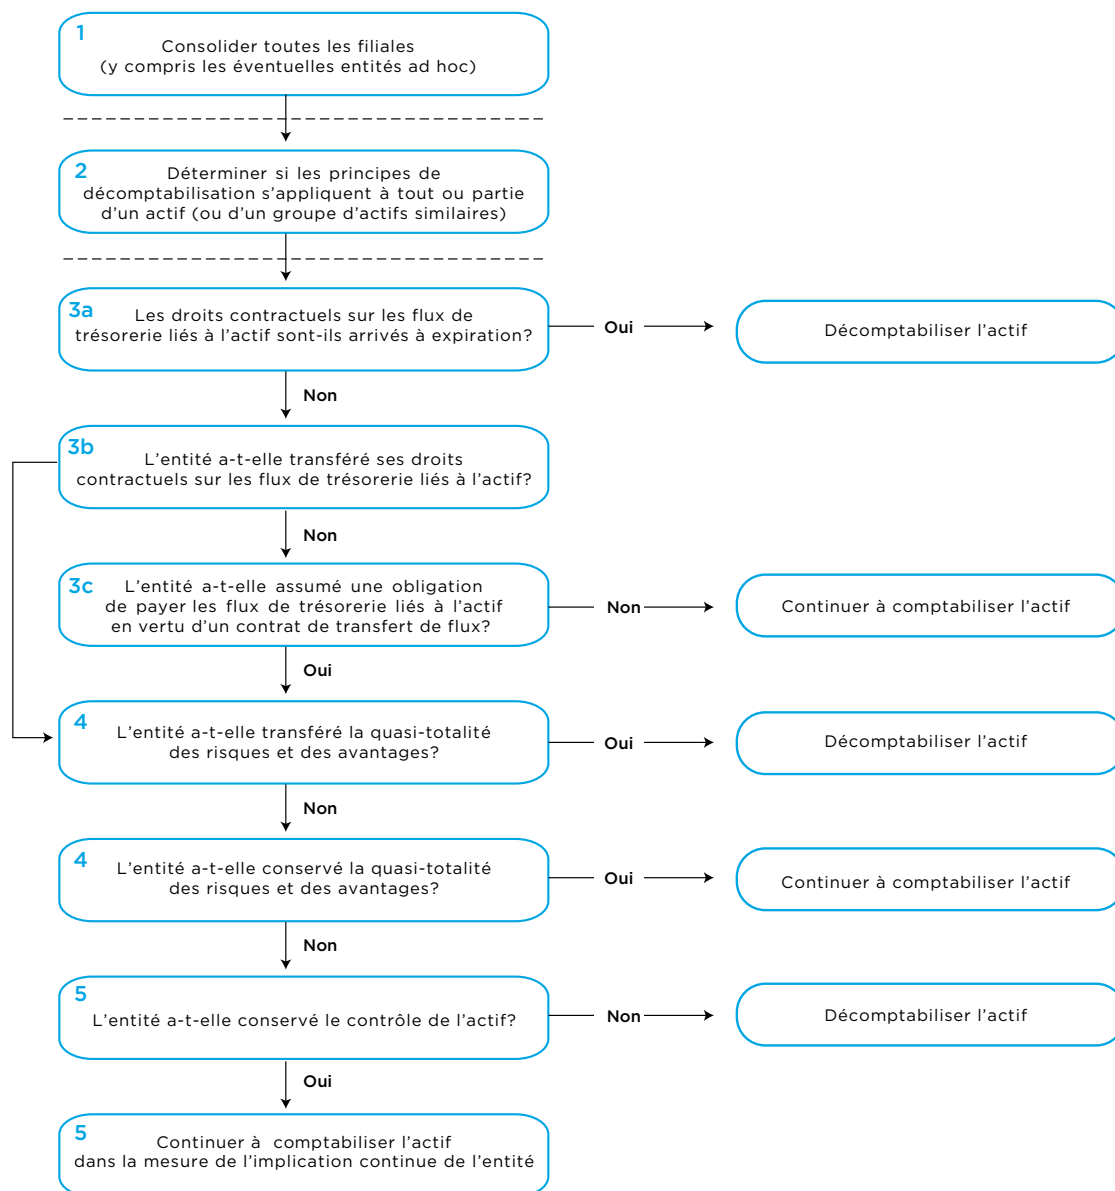 1
Consolider toutes les filiales
(y compris les éventuelles entités ad hoc)
2
Déterminer si les principes de
décomptabilisation s'appliquent à tout ou partie
d'un actif (ou d'un groupe d'actifs similaires)
3a
Les droits contractuels sur les flux de
trésorerie liés à l'actif sont-ils arrivés à expiration?
Oui
Décomptabiliser l'actif
Non
3b
L'entité a-t-elle transféré ses droits
contractuels sur les flux de trésorerie liés à l'actif?
Non
3c
L'entité a-t-elle assumé une obligation
de payer les flux de trésorerie liés à l'actif
en vertu d'un contrat de transfert de flux?
Non
Continuer à comptabiliser l'actif
Oui
4
L'entité a-t-elle transféré la quasi-totalité
des risques et des avantages?
Oui
Décomptabiliser l'actif
Non
4
L'entité a-t-elle conservé la quasi-totalité
des risques et des avantages?
Oui
Continuer à comptabiliser l'actif
Non
5
L'entité a-t-elle conservé le contrôle de l'actif?
Non
Décomptabiliser l'actif
Oui
5
Continuer à comptabiliser l'actif
dans la mesure de l'implication continue de l'entité